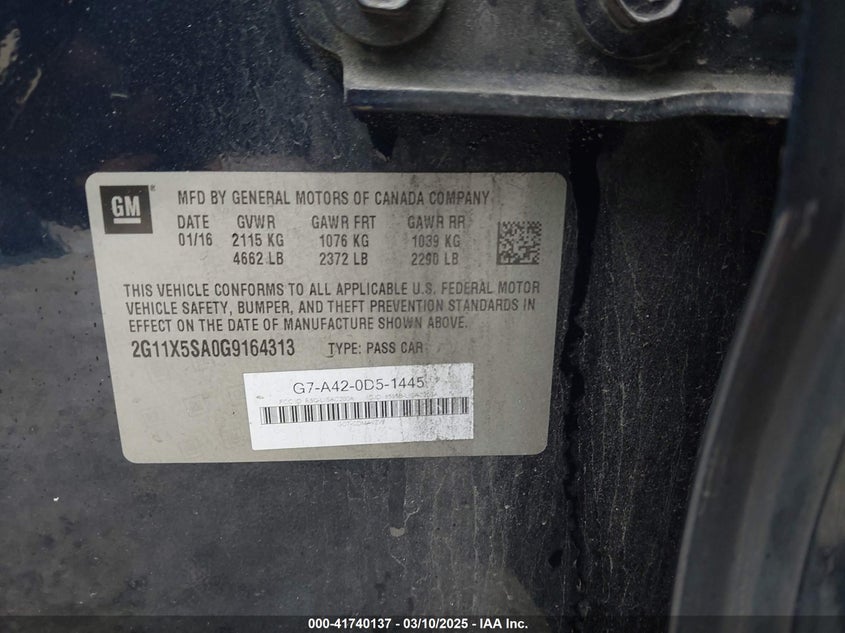 GM ®
MFD BY GENERAL MOTORS OF CANADA COMPANY
DATE GVWR GAWR FRT GAWR RR
01/16 2115 KG 1076 KG 1039 KG
4662 LB 2372 LB 2290 LB
THIS VEHICLE CONFORMS TO ALL APPLICABLE U.S. FEDERAL MOTOR
VEHICLE SAFETY, BUMPER, AND THEFT PREVENTION STANDARDS IN
EFFECT ON THE DATE OF MANUFACTURE SHOWN ABOVE.
2G11X5SA0G9164313 TYPE: PASS CAR
G7-A42-0D5-1445
000-41740137 - 03/10/2025 - IAA Inc.